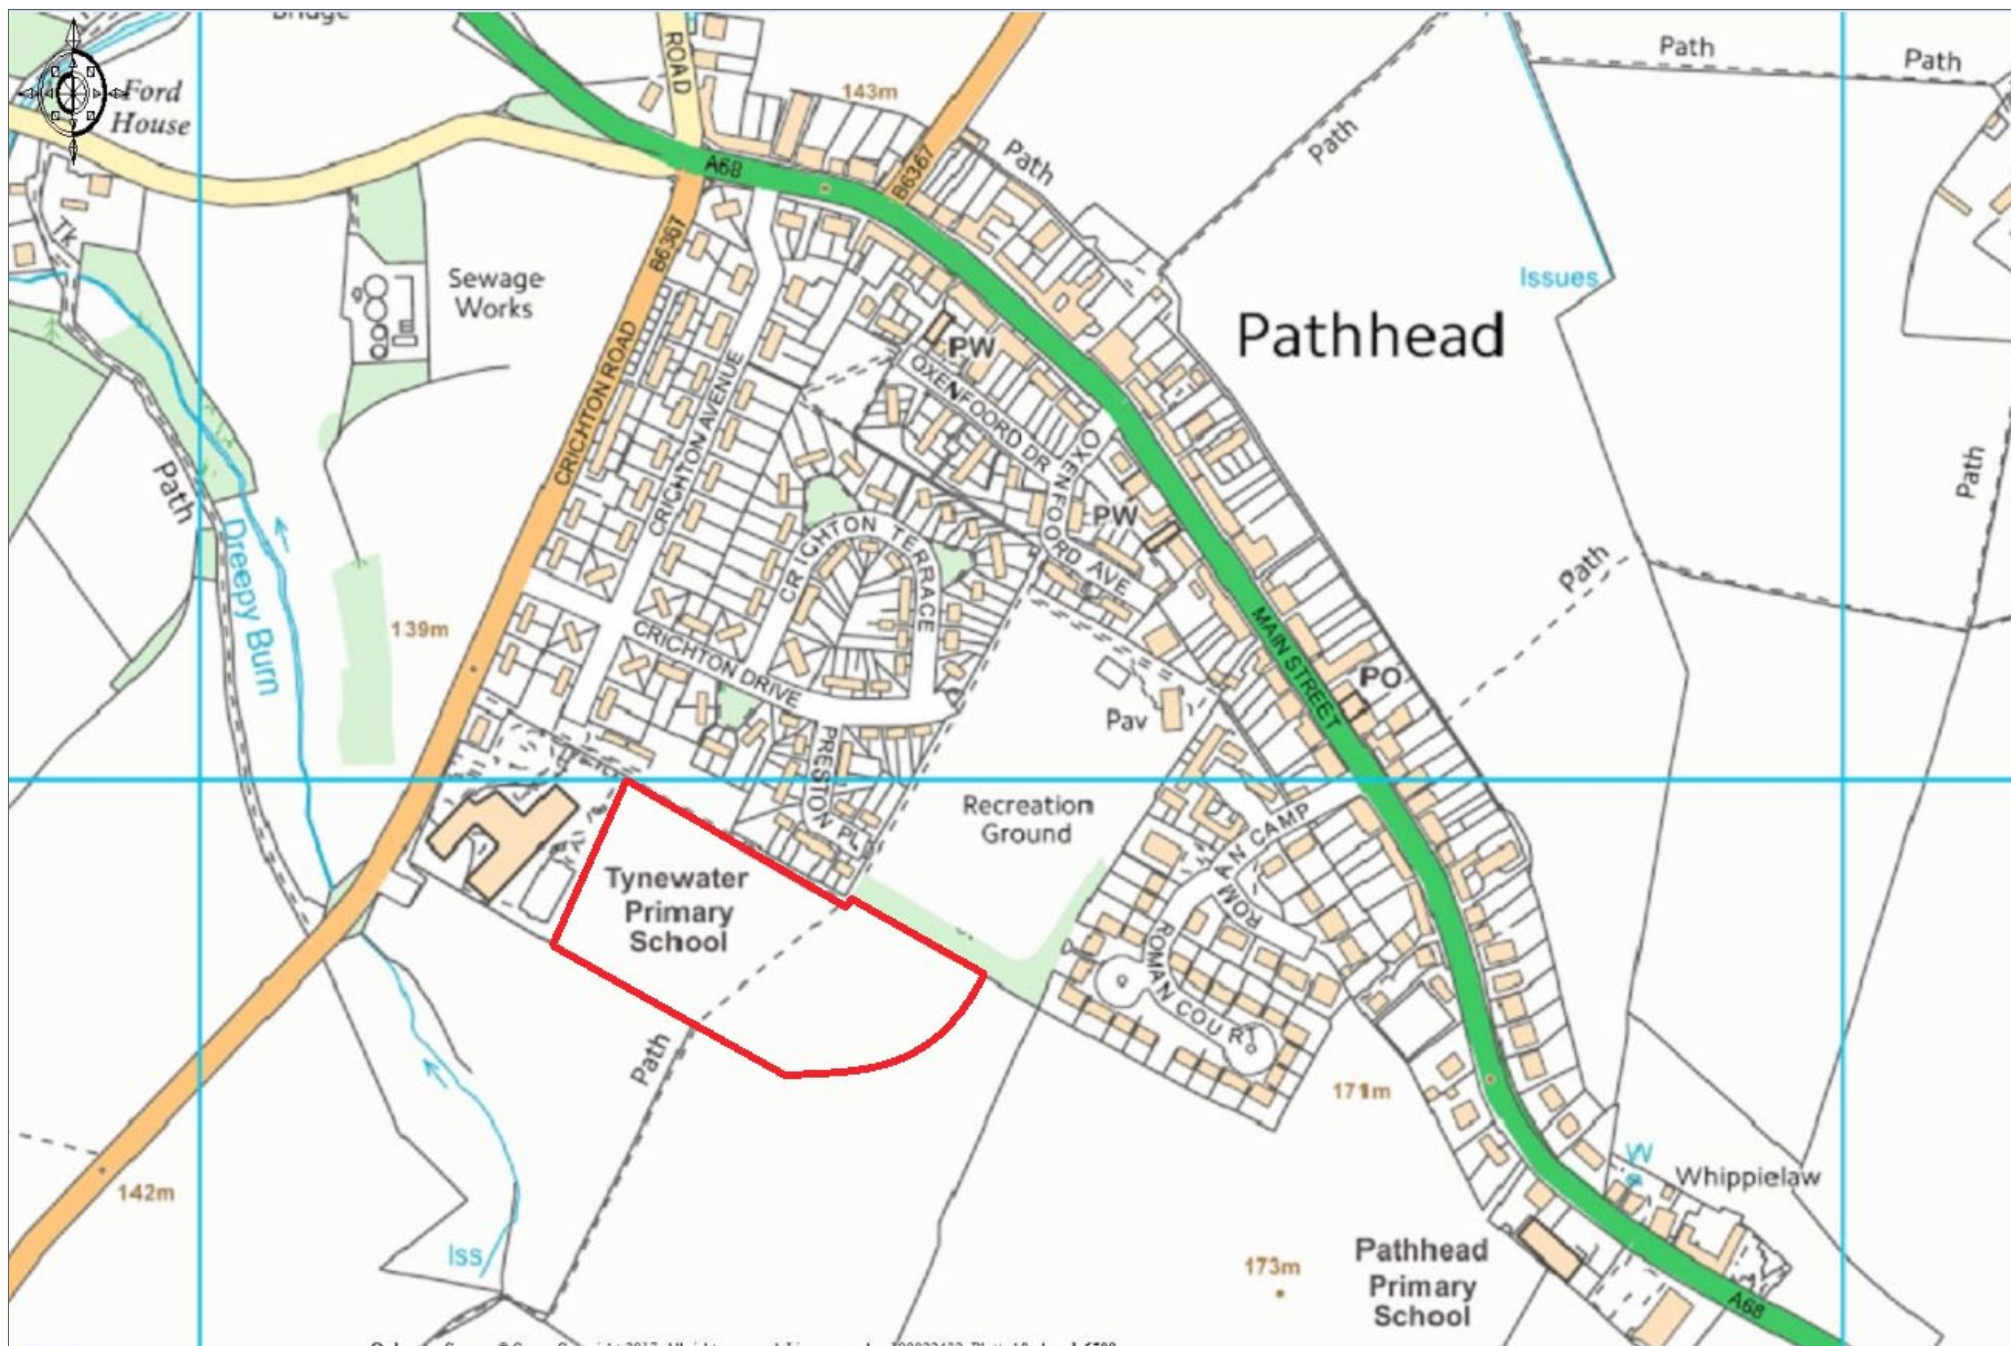 Ford
House
ROAD
143m
Path
Path
Path
Path
A68
B6367
B6367
Tk
Sewage
Works
Issues
Pathhead
PW
OXENFOORD DR
CRICHTON ROAD
CRICHTON AVENUE
Path
Path
OXENFOORD AVE
PW
CRICHTON TERRACE
Dreepy Burn
Path
139m
CRICHTON DRIVE
MAIN STREET
PO
Pav
PRESTON PL
Recreation
Ground
ROMAN CAMP
ROMAN
Tynewater
Primary
School
ROMAN COURT
Path
171m
142m
W
Whippielaw
Iss
173m
Pathhead
Primary
School
A68